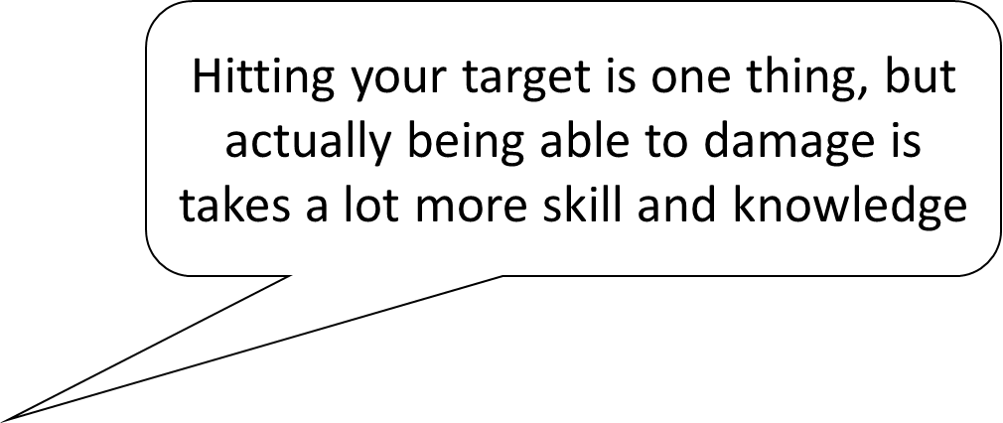 Hitting your target is one thing, but
actually being able to damage is
takes a lot more skill and knowledge